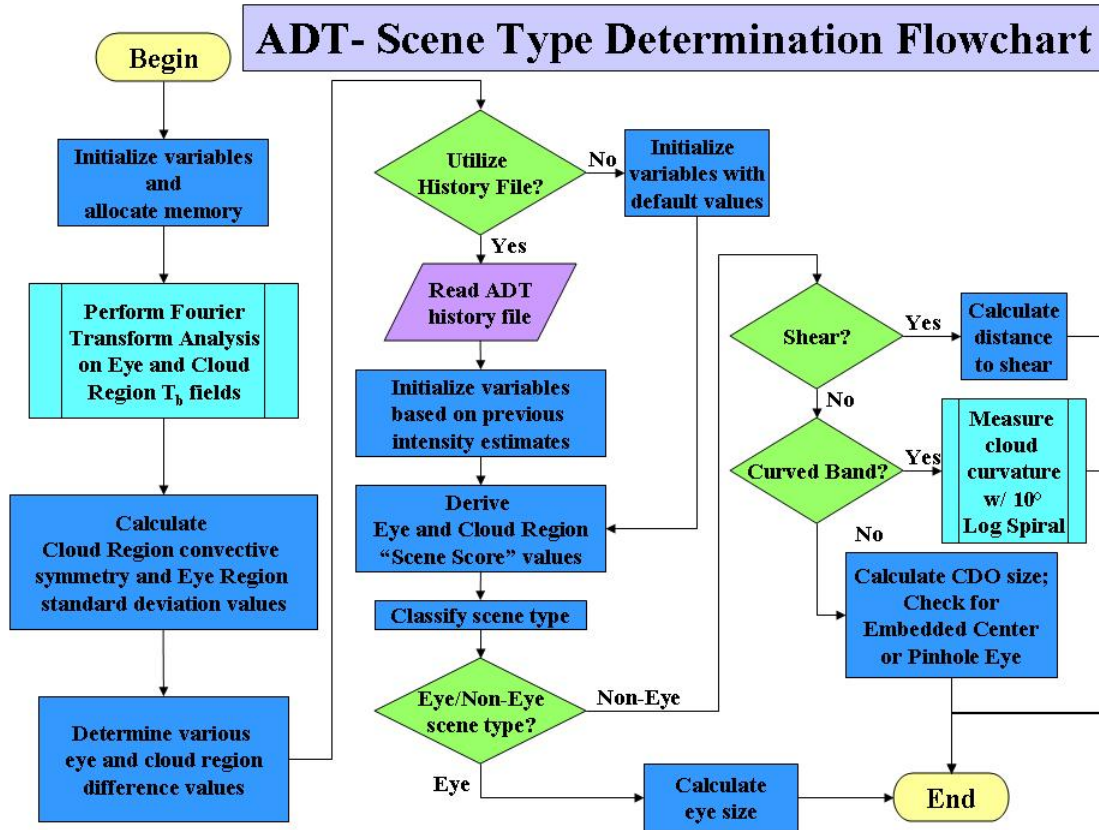 ADT- Scene Type Determination Flowchart
Begin
Initialize variables
and
allocate memory
Perform Fourier
Transform Analysis
on Eye and Cloud
Region Tb fields
Calculate
Cloud Region convective
symmetry and Eye Region
standard deviation values
Determine various
eye and cloud region
difference values
Utilize
History File?
No
Initialize
variables with
default values
Yes
Read ADT
history file
Initialize variables
based on previous
intensity estimates
Derive
Eye and Cloud Region
“Scene Score” values
Classify scene type
Eye/Non-Eye
scene type?
Non-Eye
Eye
Calculate
eye size
Shear?
Yes
Calculate
distance
to shear
No
Curved Band?
Yes
Measure
cloud
curvature
w/ 10°
Log Spiral
No
Calculate CDO size;
Check for
Embedded Center
or Pinhole Eye
End